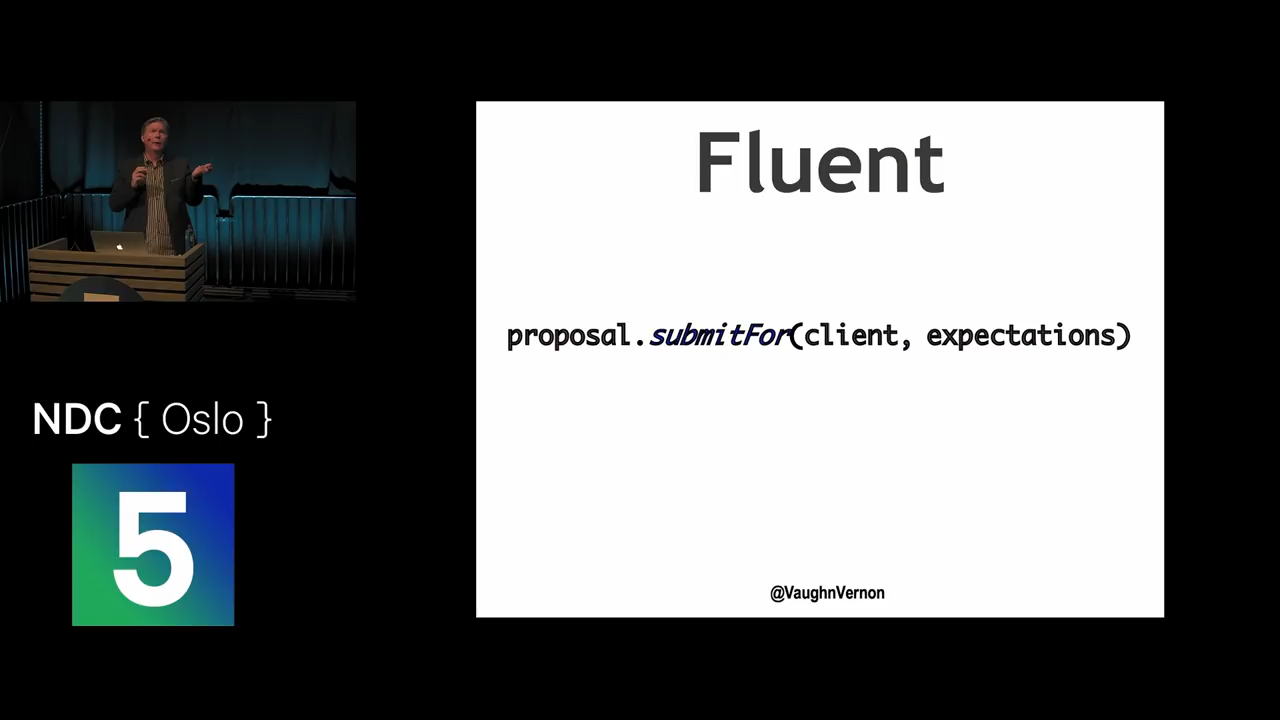 Fluent
proposal.submitFor(client, expectations)
NDC { Oslo }
5
@VaughnVernon